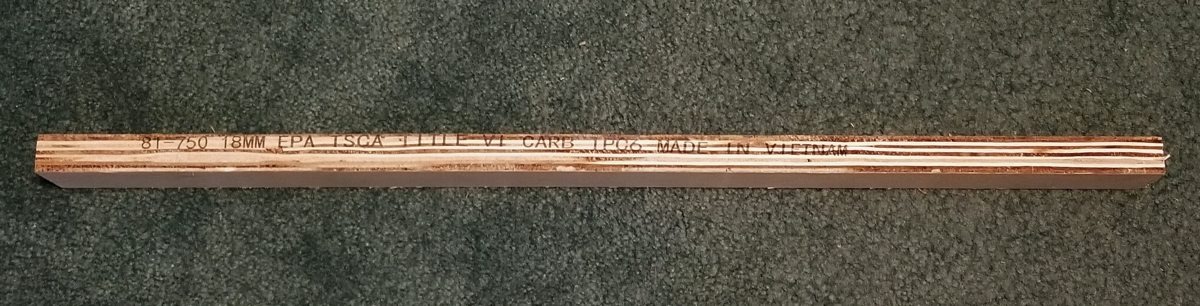 81-750 18MM EPA TSCA TITLE VI CARB TPC6 MADE IN VIETNAM